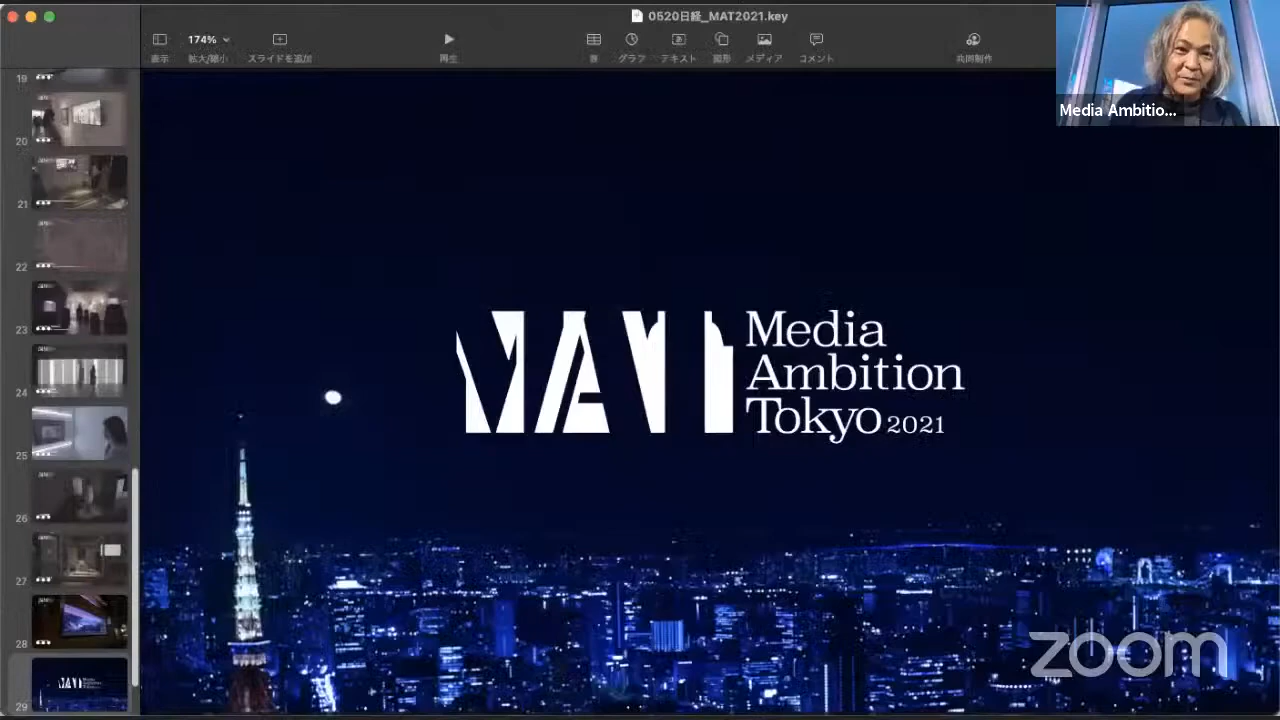 0520日経_MAT2021.key
174%
表示
拡大/縮小
スライドを追加
再生
表
グラフ
テキスト
図形
メディア
コメント
共同制作
Media Ambitio...
19
20
21
22
23
24
25
26
27
28
29
MAT
Media
Ambition
Tokyo 2021
zoom